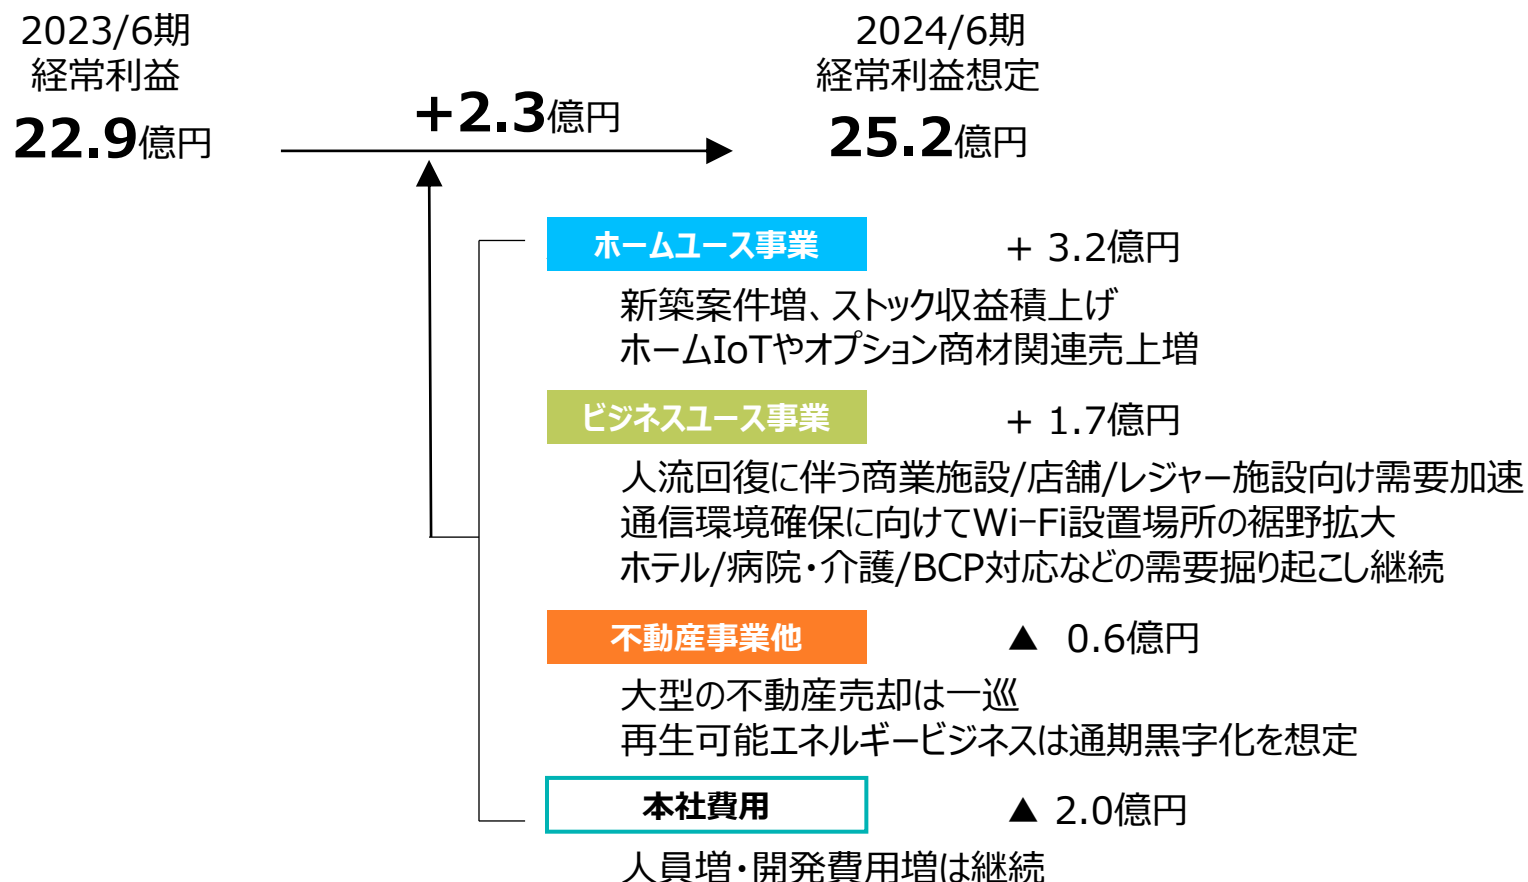 2023/6期
経常利益
22.9億円
+2.3億円
2024/6期
経常利益想定
25.2億円
ホームユース事業
+ 3.2億円
新築案件増、ストック収益積上げ
ホームIoTやオプション商材関連売上増
ビジネスユース事業
+ 1.7億円
人流回復に伴う商業施設/店舗/レジャー施設向け需要加速
通信環境確保に向けてWi-Fi設置場所の裾野拡大
ホテル/病院・介護/BCP対応などの需要掘り起こし継続
不動産事業他
▲ 0.6億円
大型の不動産売却は一巡
再生可能エネルギービジネスは通期黒字化を想定
本社費用
▲ 2.0億円
人員増・開発費用増は継続